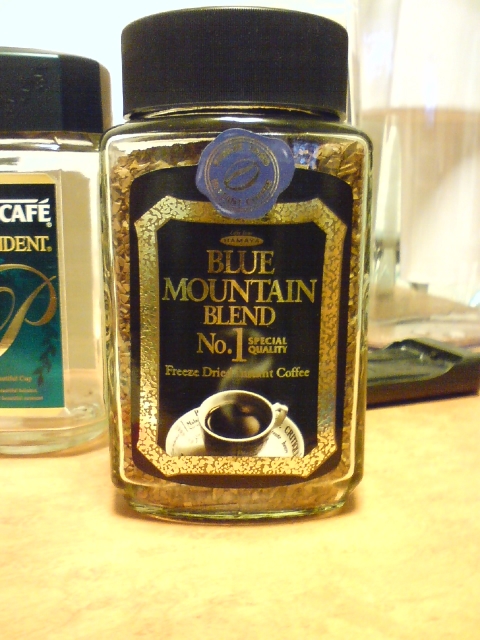 CAFÉ
IDENT.
P
BLUE
MOUNTAIN
BLEND
No.1 SPECIAL
QUALITY
Freeze Dried Instant Coffee